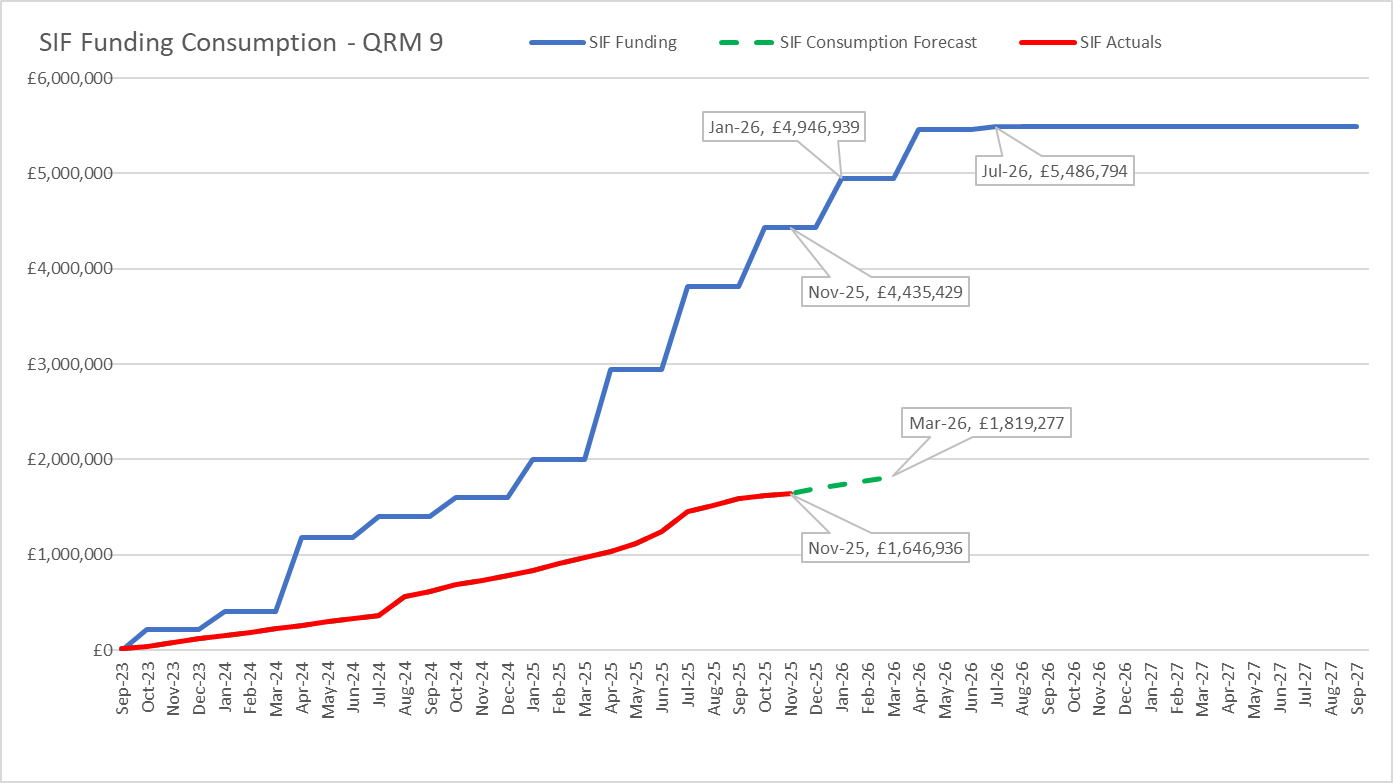 SIF Funding Consumption - QRM 9
SIF Funding
SIF Consumption Forecast
SIF Actuals
£6,000,000
£5,000,000
£4,000,000
£3,000,000
£2,000,000
£1,000,000
£0
Jan-26, £4,946,939
Jul-26, £5,486,794
Nov-25, £4,435,429
Mar-26, £1,819,277
Nov-25, £1,646,936
Sep-23
Oct-23
Nov-23
Dec-23
Jan-24
Feb-24
Mar-24
Apr-24
May-24
Jun-24
Jul-24
Aug-24
Sep-24
Oct-24
Nov-24
Dec-24
Jan-25
Feb-25
Mar-25
Apr-25
May-25
Jun-25
Jul-25
Aug-25
Sep-25
Oct-25
Nov-25
Dec-25
Jan-26
Feb-26
Mar-26
Apr-26
May-26
Jun-26
Jul-26
Aug-26
Sep-26
Oct-26
Nov-26
Dec-26
Jan-27
Feb-27
Mar-27
Apr-27
May-27
Jun-27
Jul-27
Aug-27
Sep-27